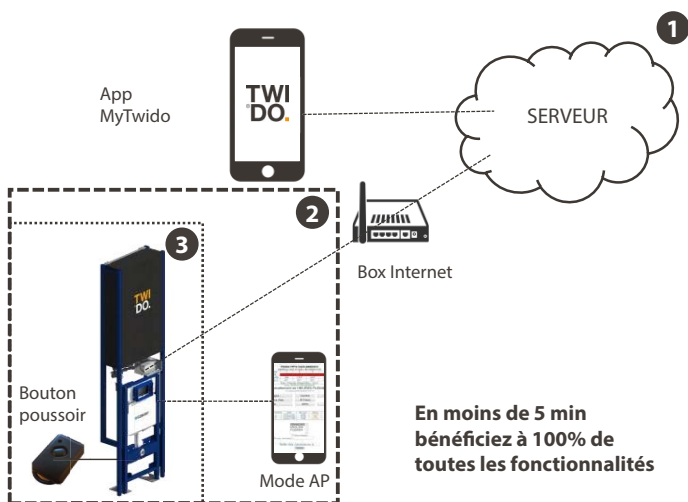 1
App
MyTwido
TWI
DO.
SERVEUR
2
3
Box Internet
TWI
DO.
Bouton
poussoir
Mode AP
En moins de 5 min
bénéficiez à 100% de
toutes les fonctionnalités